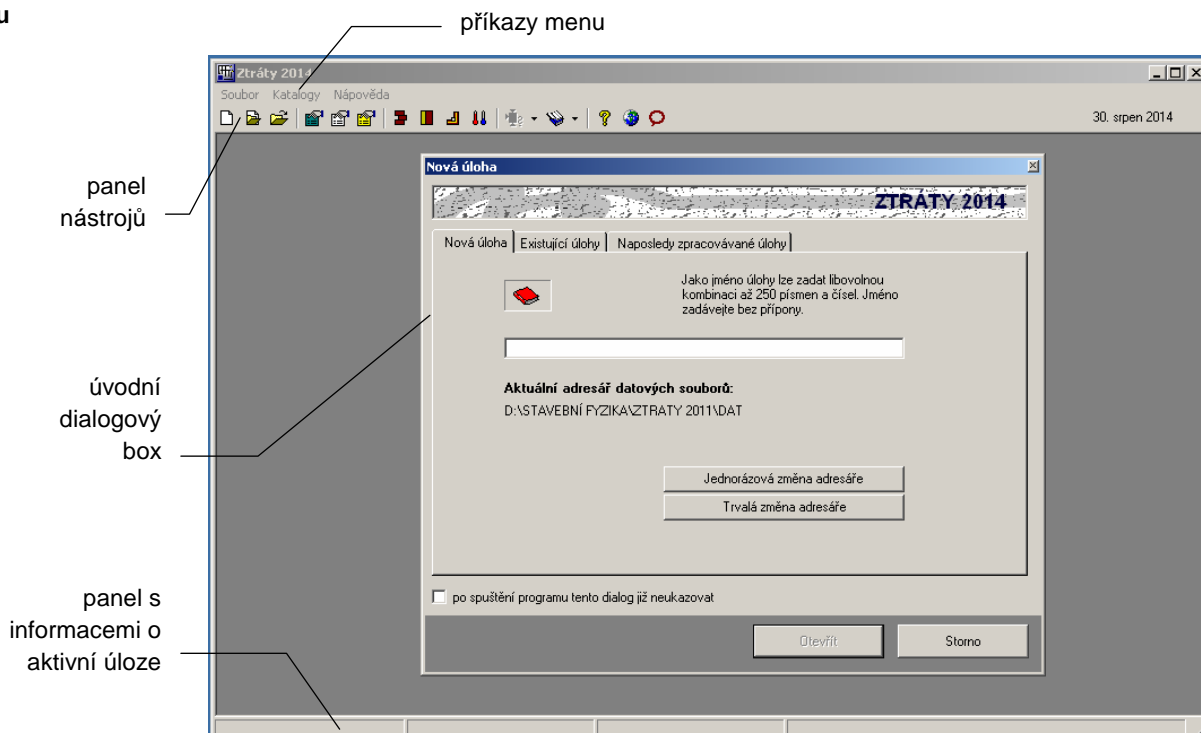 u
příkazy menu
Ztráty 2014
Soubor Katalogy Nápověda
30. srpen 2014
panel
nástrojů
Nová úloha
ZTRÁTY 2014
Nová úloha Existující úlohy Naposledy zpracovávané úlohy
Jako jméno úlohy lze zadat libovolnou
kombinaci až 250 písmen a čísel. Jméno
zadávejte bez přípony.
úvodní
dialogový
box
Aktuální adresář datových souborů:
D:\STAVEBNÍ FYZIKA\ZTRATY 2011\DAT
Jednorázová změna adresáře
Trvalá změna adresáře
panel s
informacemi o
aktivní úloze
po spuštění programu tento dialog již neukazovat
Otevřít Storno